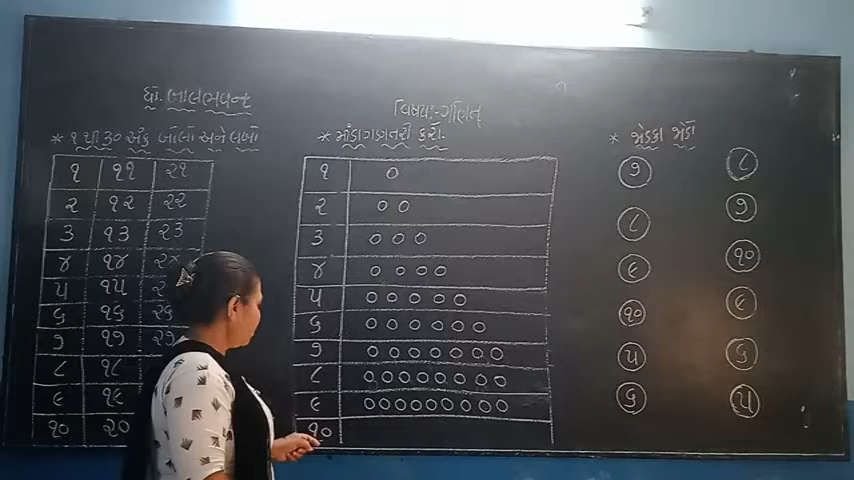 ધો. બાલભવન
વિષય:-ગણિત
* ૧ થી ૩૦ અંક બોલો અને લખો.
૧ ૧૧ ૨૧
૨ ૧૨ ૨૨
૩ ૧૩ ૨૩
૪ ૧૪
૫ ૧૫
૬ ૧૬
૭ ૧૭
૮ ૧૮
૯ ૧૯
૧૦ ૨૦
* ગણતરી કરો.
૧ ૦
૨ ૦ ૦
૩ ૦ ૦ ૦
૪ ૦ ૦ ૦ ૦
૫ ૦ ૦ ૦ ૦ ૦
૬ ૦ ૦ ૦ ૦ ૦ ૦
૭ ૦ ૦ ૦ ૦ ૦ ૦ ૦
૮ ૦ ૦ ૦ ૦ ૦ ૦ ૦ ૦
૯ ૦ ૦ ૦ ૦ ૦ ૦ ૦ ૦ ૦
૧૦
* જોડકા જોડો
૭ ૮
૮ ૭
૯ ૧૦
૧૦ ૯
૫ ૬
૬ ૫